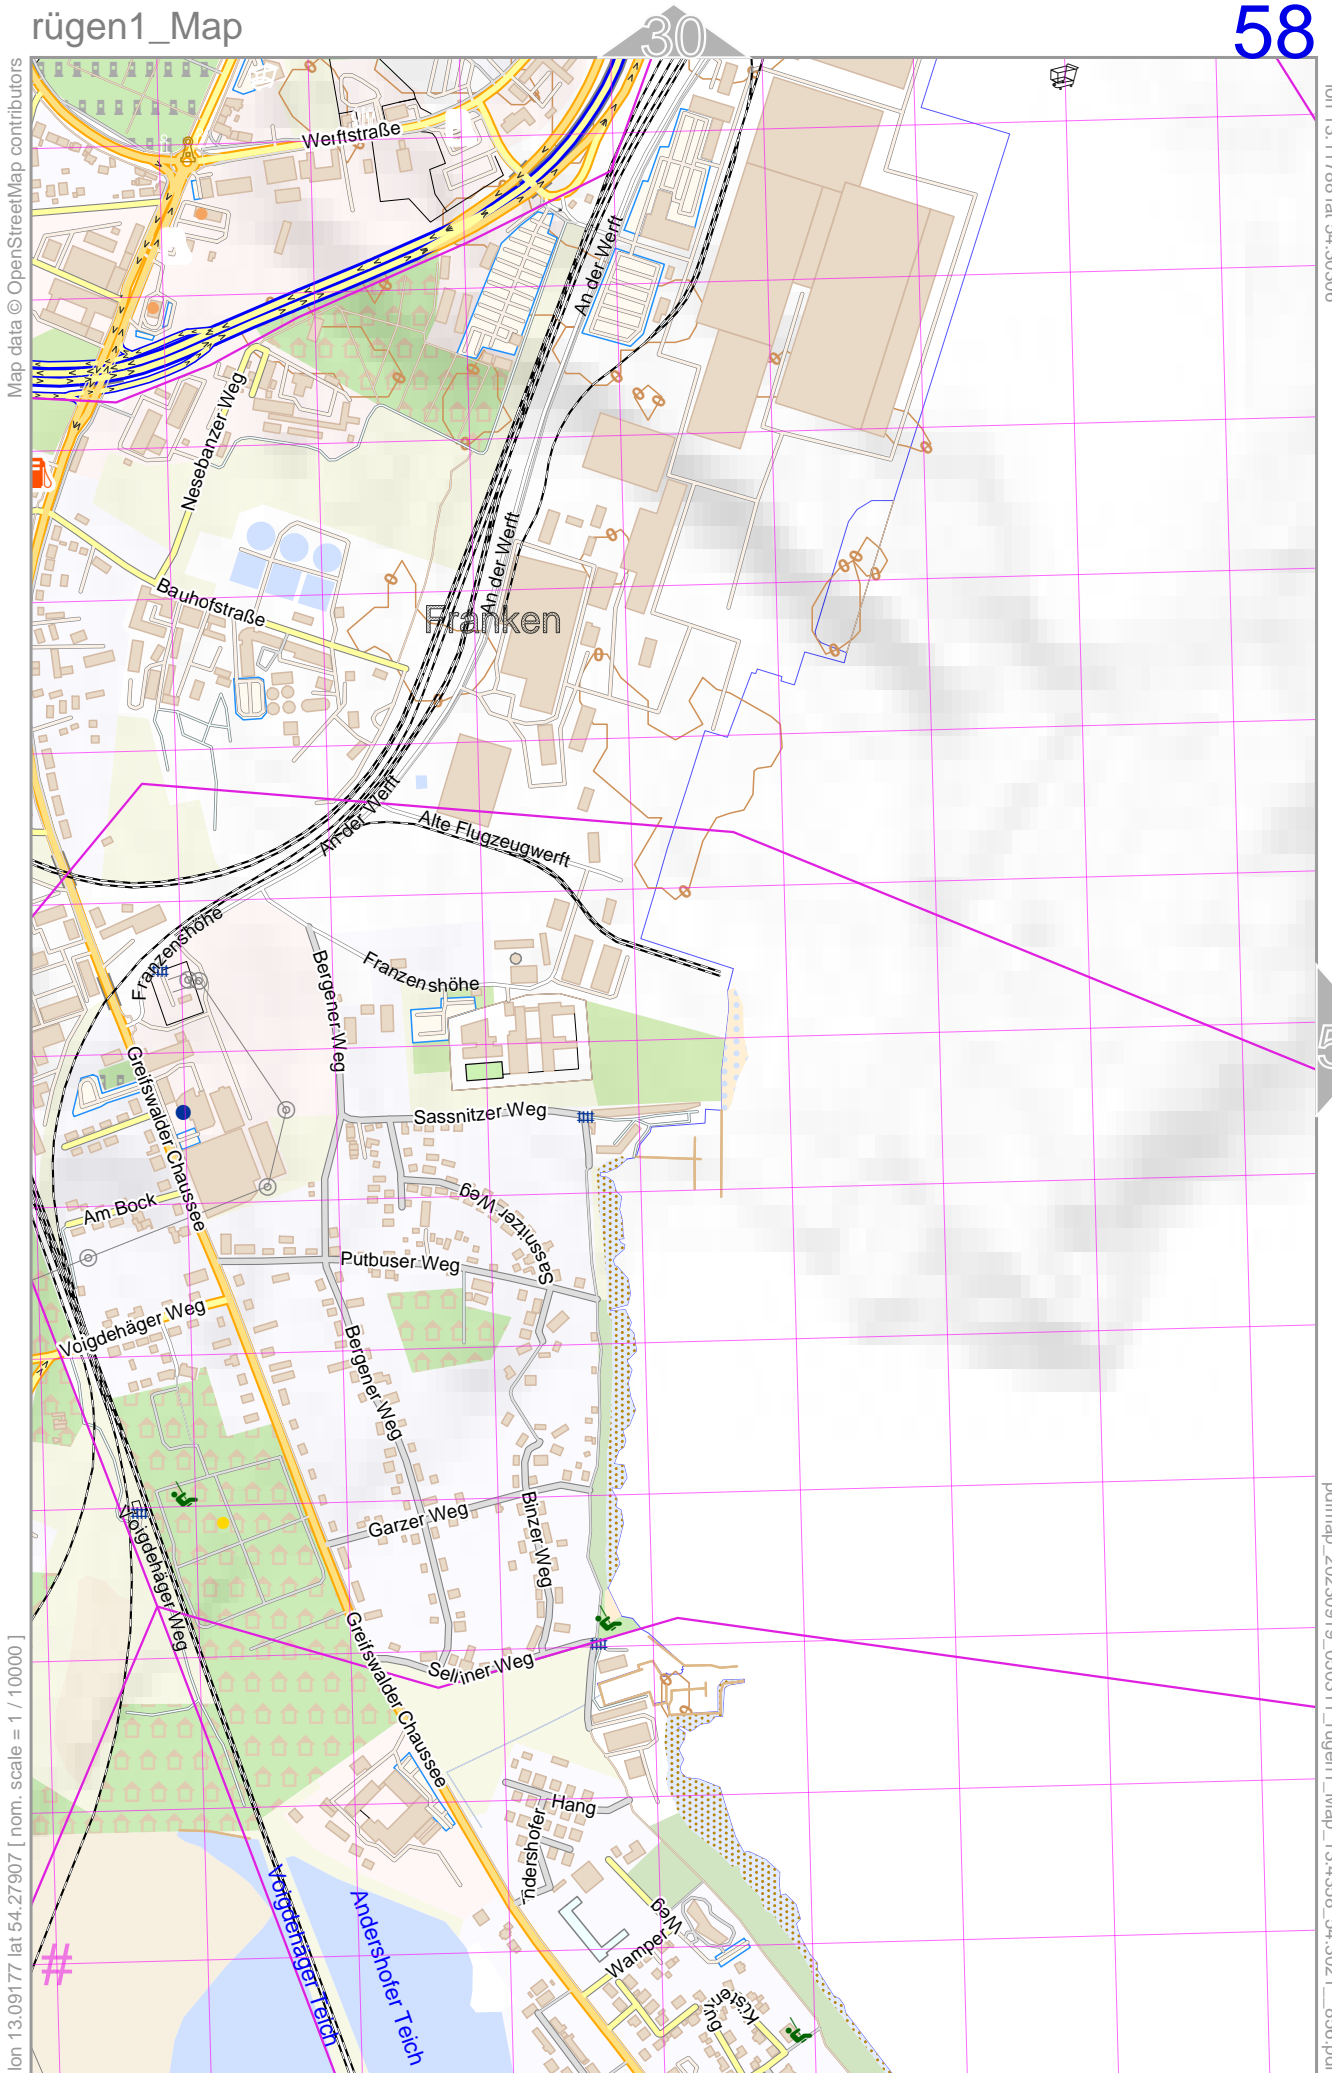 rügen1_Map
30
58
Map data © OpenStreetMap contributors
Werftstraße
An der Werft
Nesebanzer Weg
An der Werft
Bauhofstraße
Franken
An der Werft
Alte Flugzeugwerft
Franzenshöhe
Franzenshöhe
Bergener Weg
Greifswalder Chaussee
Sassnitzer Weg
Sassnitzer Weg
Am Bock
Putbuser Weg
Voigdehäger Weg
Bergener Weg
Garzer Weg
Binzer Weg
Voigdehäger Weg
Greifswalder Chaussee
Selliner Weg
Hang
ndershofer
Wamper Weg
Küsten
Voigdehäger Teich
Andershofer Teich
#
lon 13.09177 lat 54.27907 [ nom. scale = 1 / 10000 ]